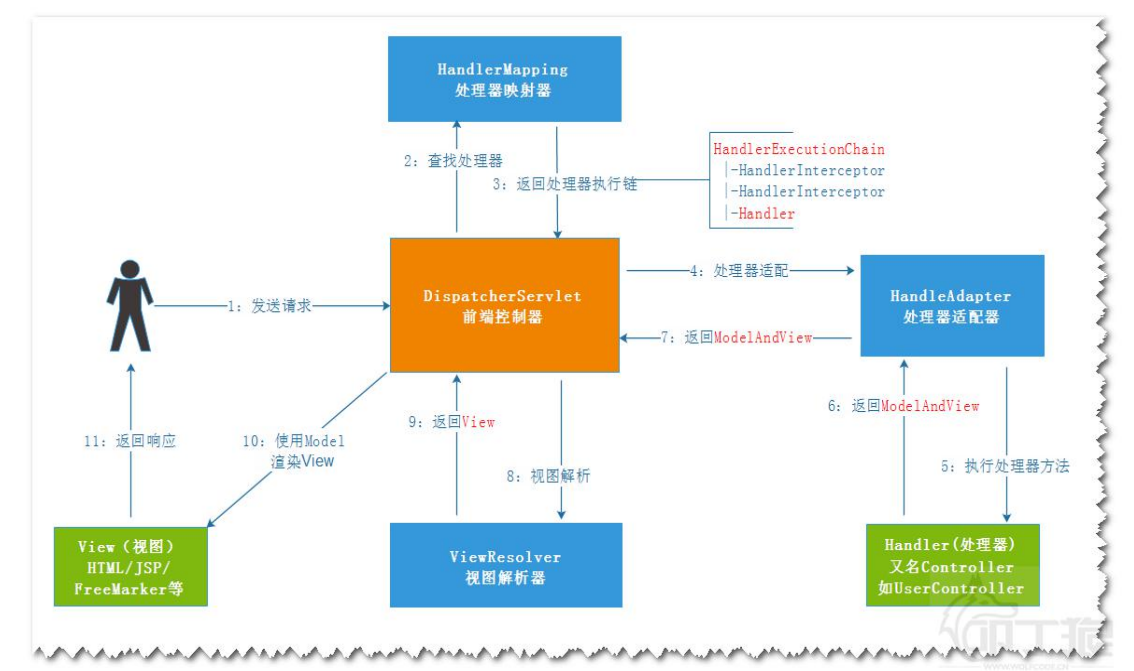 HandlerMapping
处理器映射器
2: 查找处理器
3: 返回处理器执行链
HandlerExecutionChain
|-HandlerInterceptor
|-HandlerInterceptor
|-Handler
DispatcherServlet
前端控制器
1: 发送请求
4: 处理器适配
HandleAdapter
处理器适配器
7: 返回ModelAndView
6: 返回ModelAndView
5: 执行处理器方法
9: 返回View
8: 视图解析
10: 使用Model
渲染View
11: 返回响应
View（视图）
HTML/JSP/
FreeMarker等
ViewResolver
视图解析器
Handler(处理器)
又名Controller
如UserController
WWW.WOLFCODE.CN